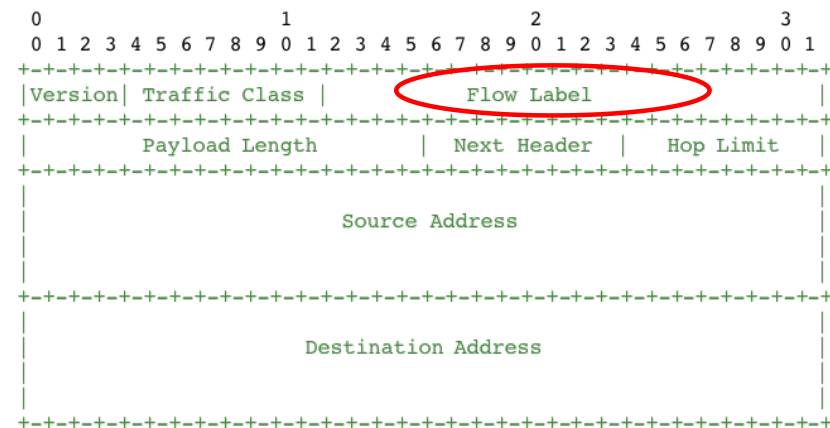 0                   1                   2                   3
 0 1 2 3 4 5 6 7 8 9 0 1 2 3 4 5 6 7 8 9 0 1 2 3 4 5 6 7 8 9 0 1
+-+-+-+-+-+-+-+-+-+-+-+-+-+-+-+-+-+-+-+-+-+-+-+-+-+-+-+-+-+-+-+-+
|Version| Traffic Class |           Flow Label                  |
+-+-+-+-+-+-+-+-+-+-+-+-+-+-+-+-+-+-+-+-+-+-+-+-+-+-+-+-+-+-+-+-+
|         Payload Length        |  Next Header  |   Hop Limit   |
+-+-+-+-+-+-+-+-+-+-+-+-+-+-+-+-+-+-+-+-+-+-+-+-+-+-+-+-+-+-+-+-+
|                                                               |
|                         Source Address                        |
|                                                               |
|                                                               |
+-+-+-+-+-+-+-+-+-+-+-+-+-+-+-+-+-+-+-+-+-+-+-+-+-+-+-+-+-+-+-+-+
|                                                               |
|                      Destination Address                      |
|                                                               |
|                                                               |
+-+-+-+-+-+-+-+-+-+-+-+-+-+-+-+-+-+-+-+-+-+-+-+-+-+-+-+-+-+-+-+-+